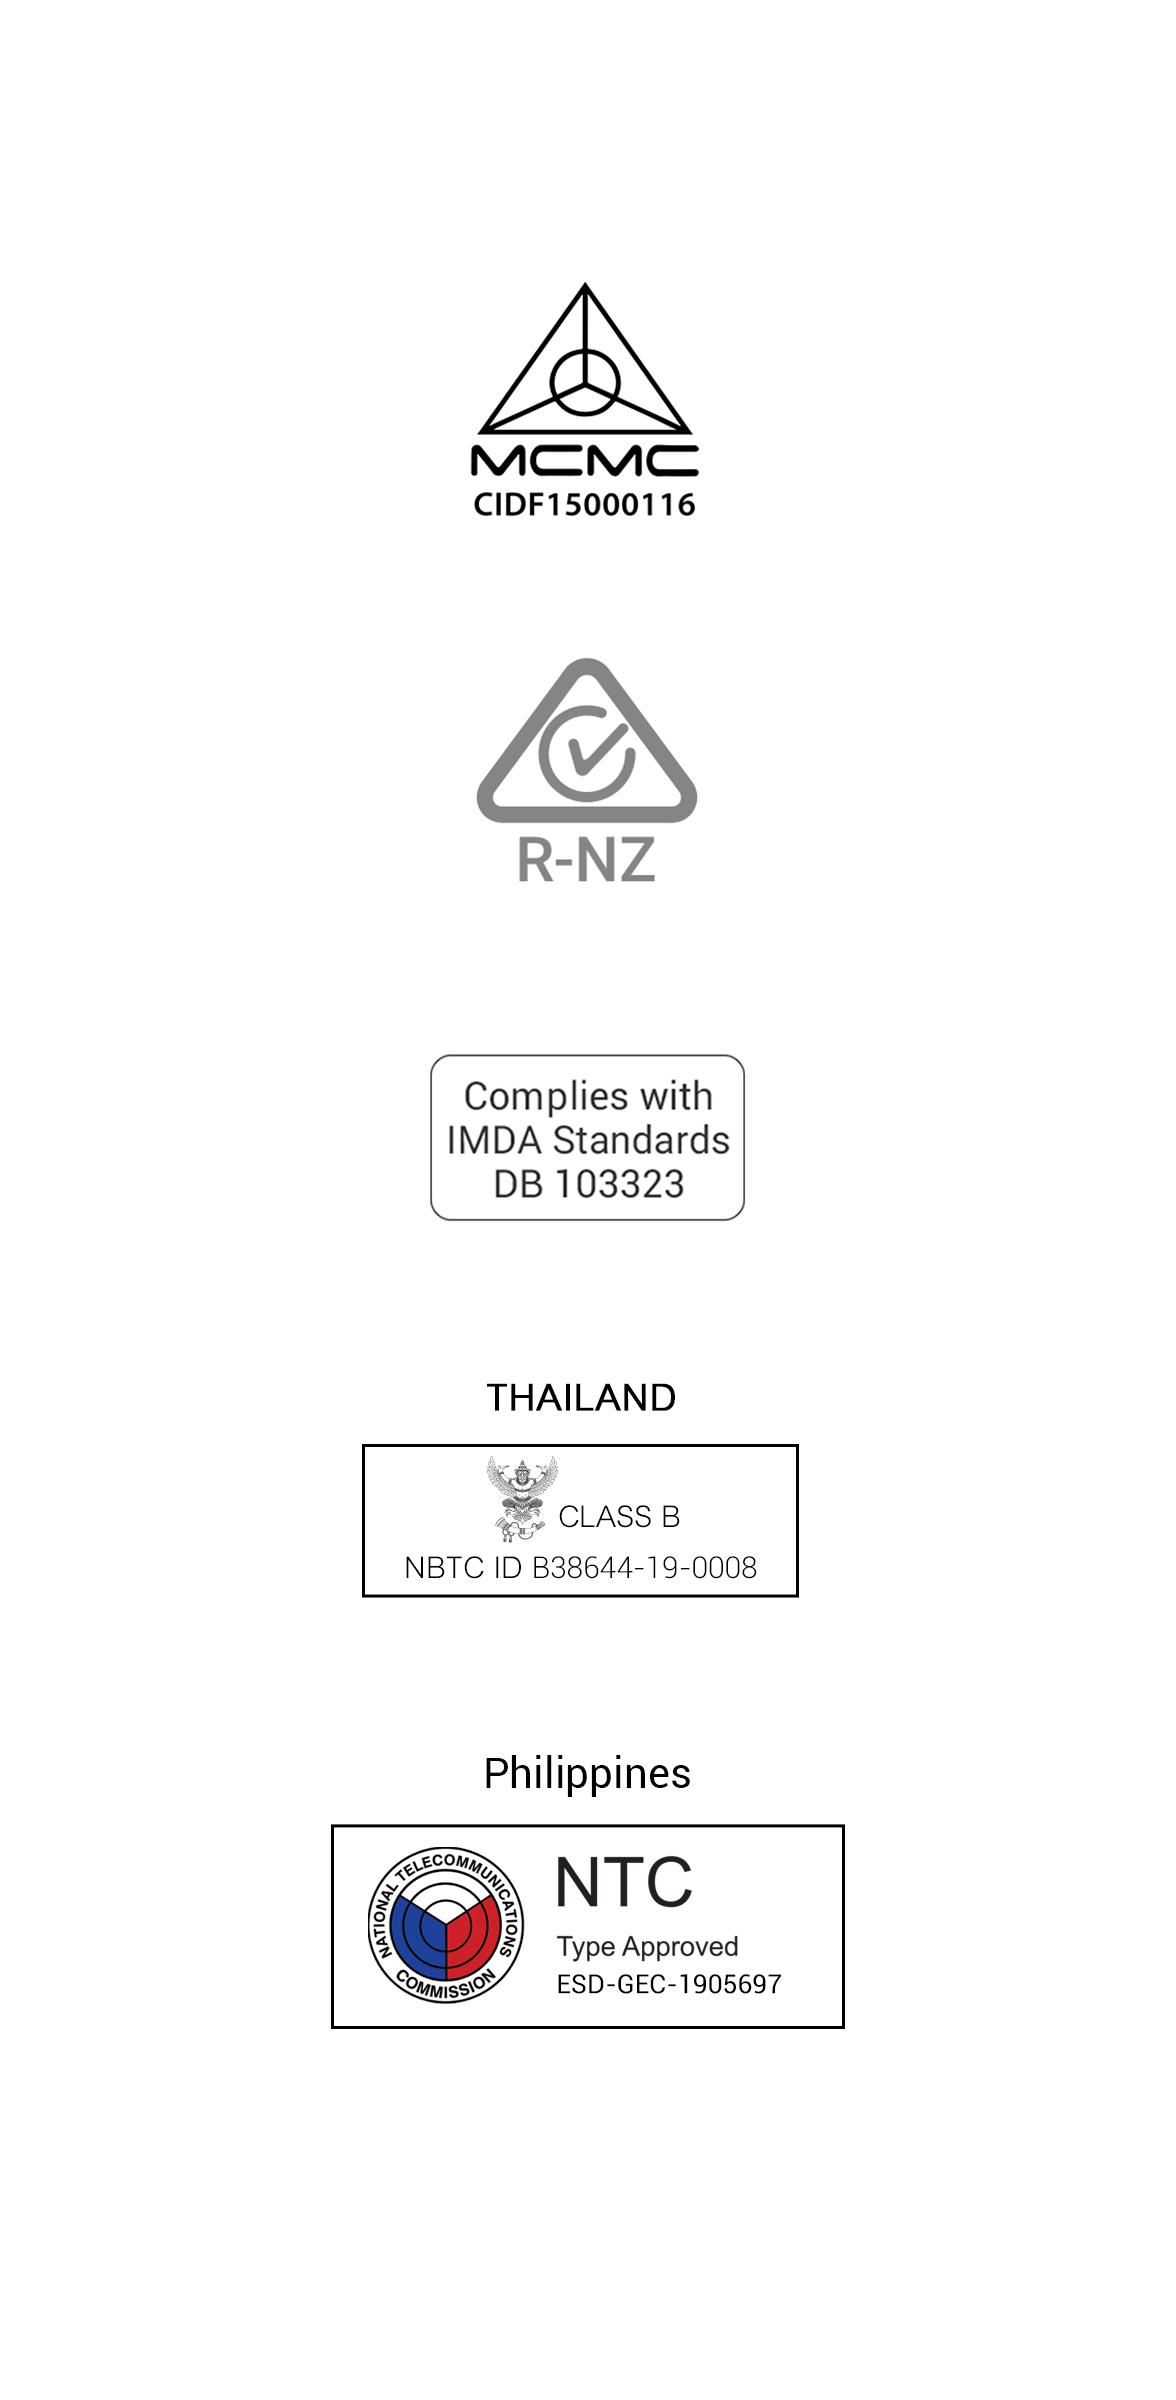 MCMC
CIDF15000116
R-NZ
Complies with
IMDA Standards
DB 103323
THAILAND
CLASS B
NBTC ID B38644-19-0008
Philippines
NATIONAL TELECOMMUNICATIONS
COMMISSION
NTC
Type Approved
ESD-GEC-1905697